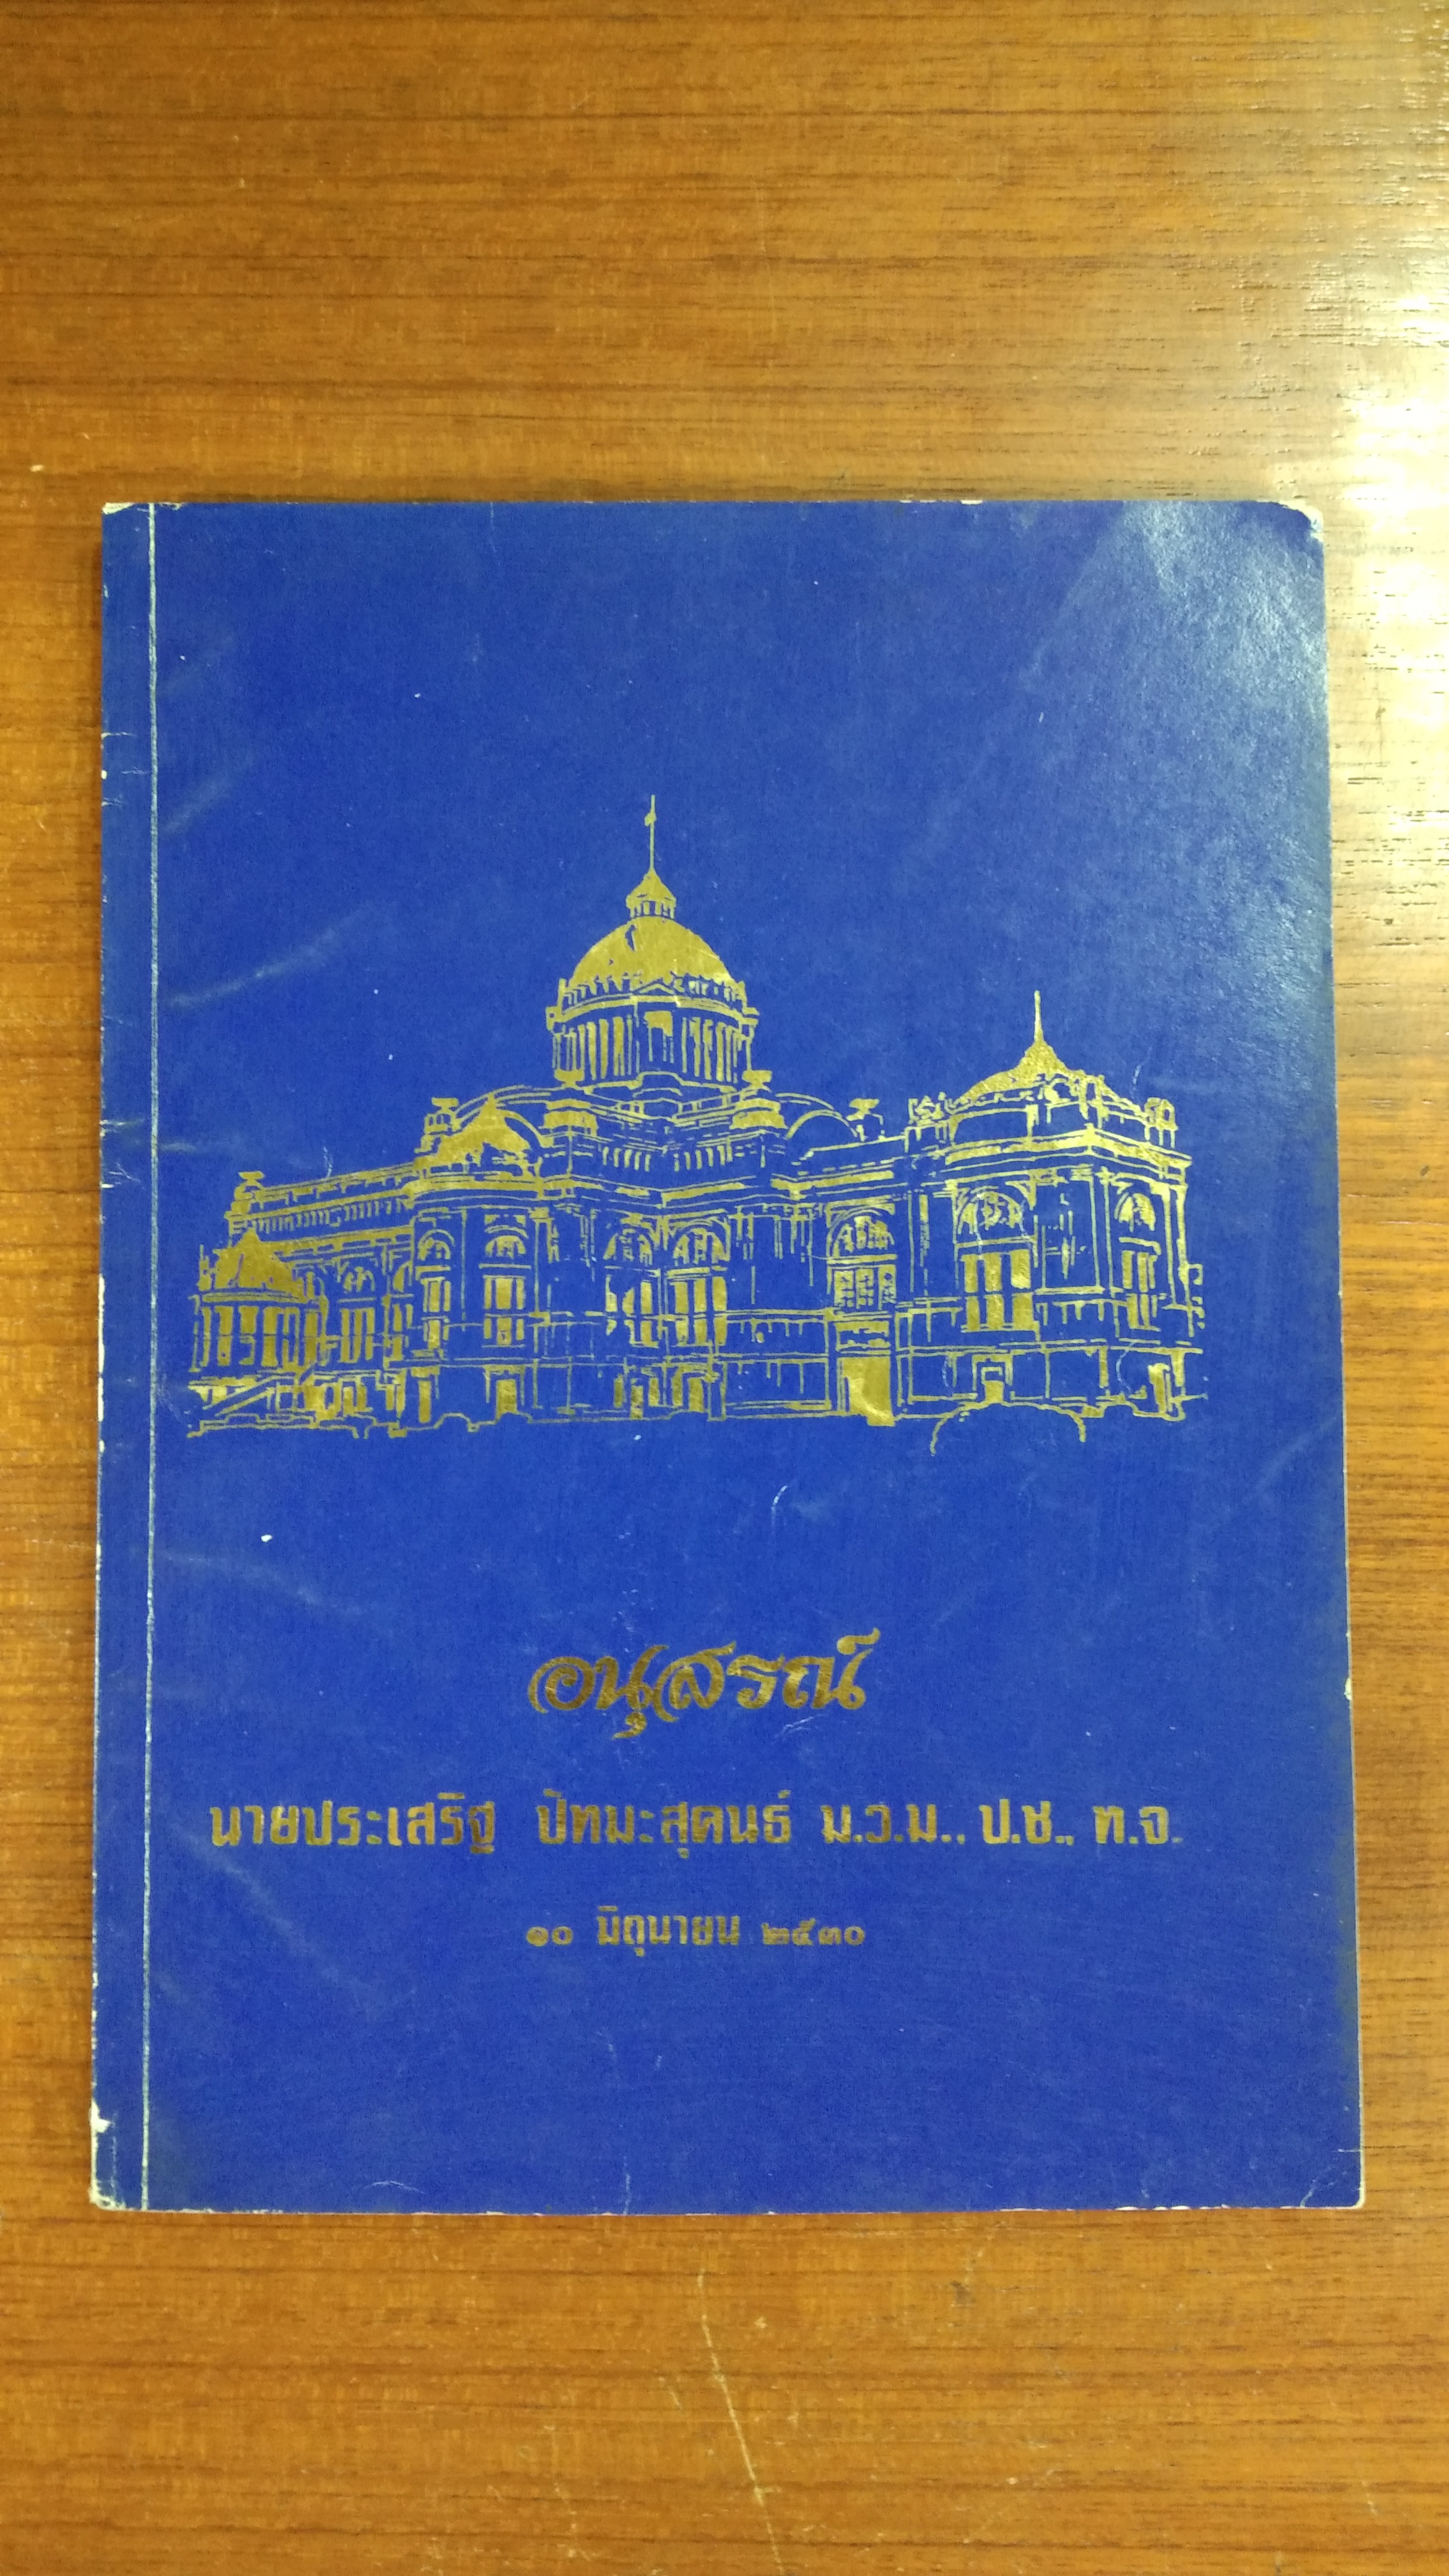 อนุสรณ์
นายประเสริฐ ปัทมะสุคนธ์ ม.ว.ม., ป.ช., ท.จ.
๑๐ มิถุนายน ๒๕๓๐